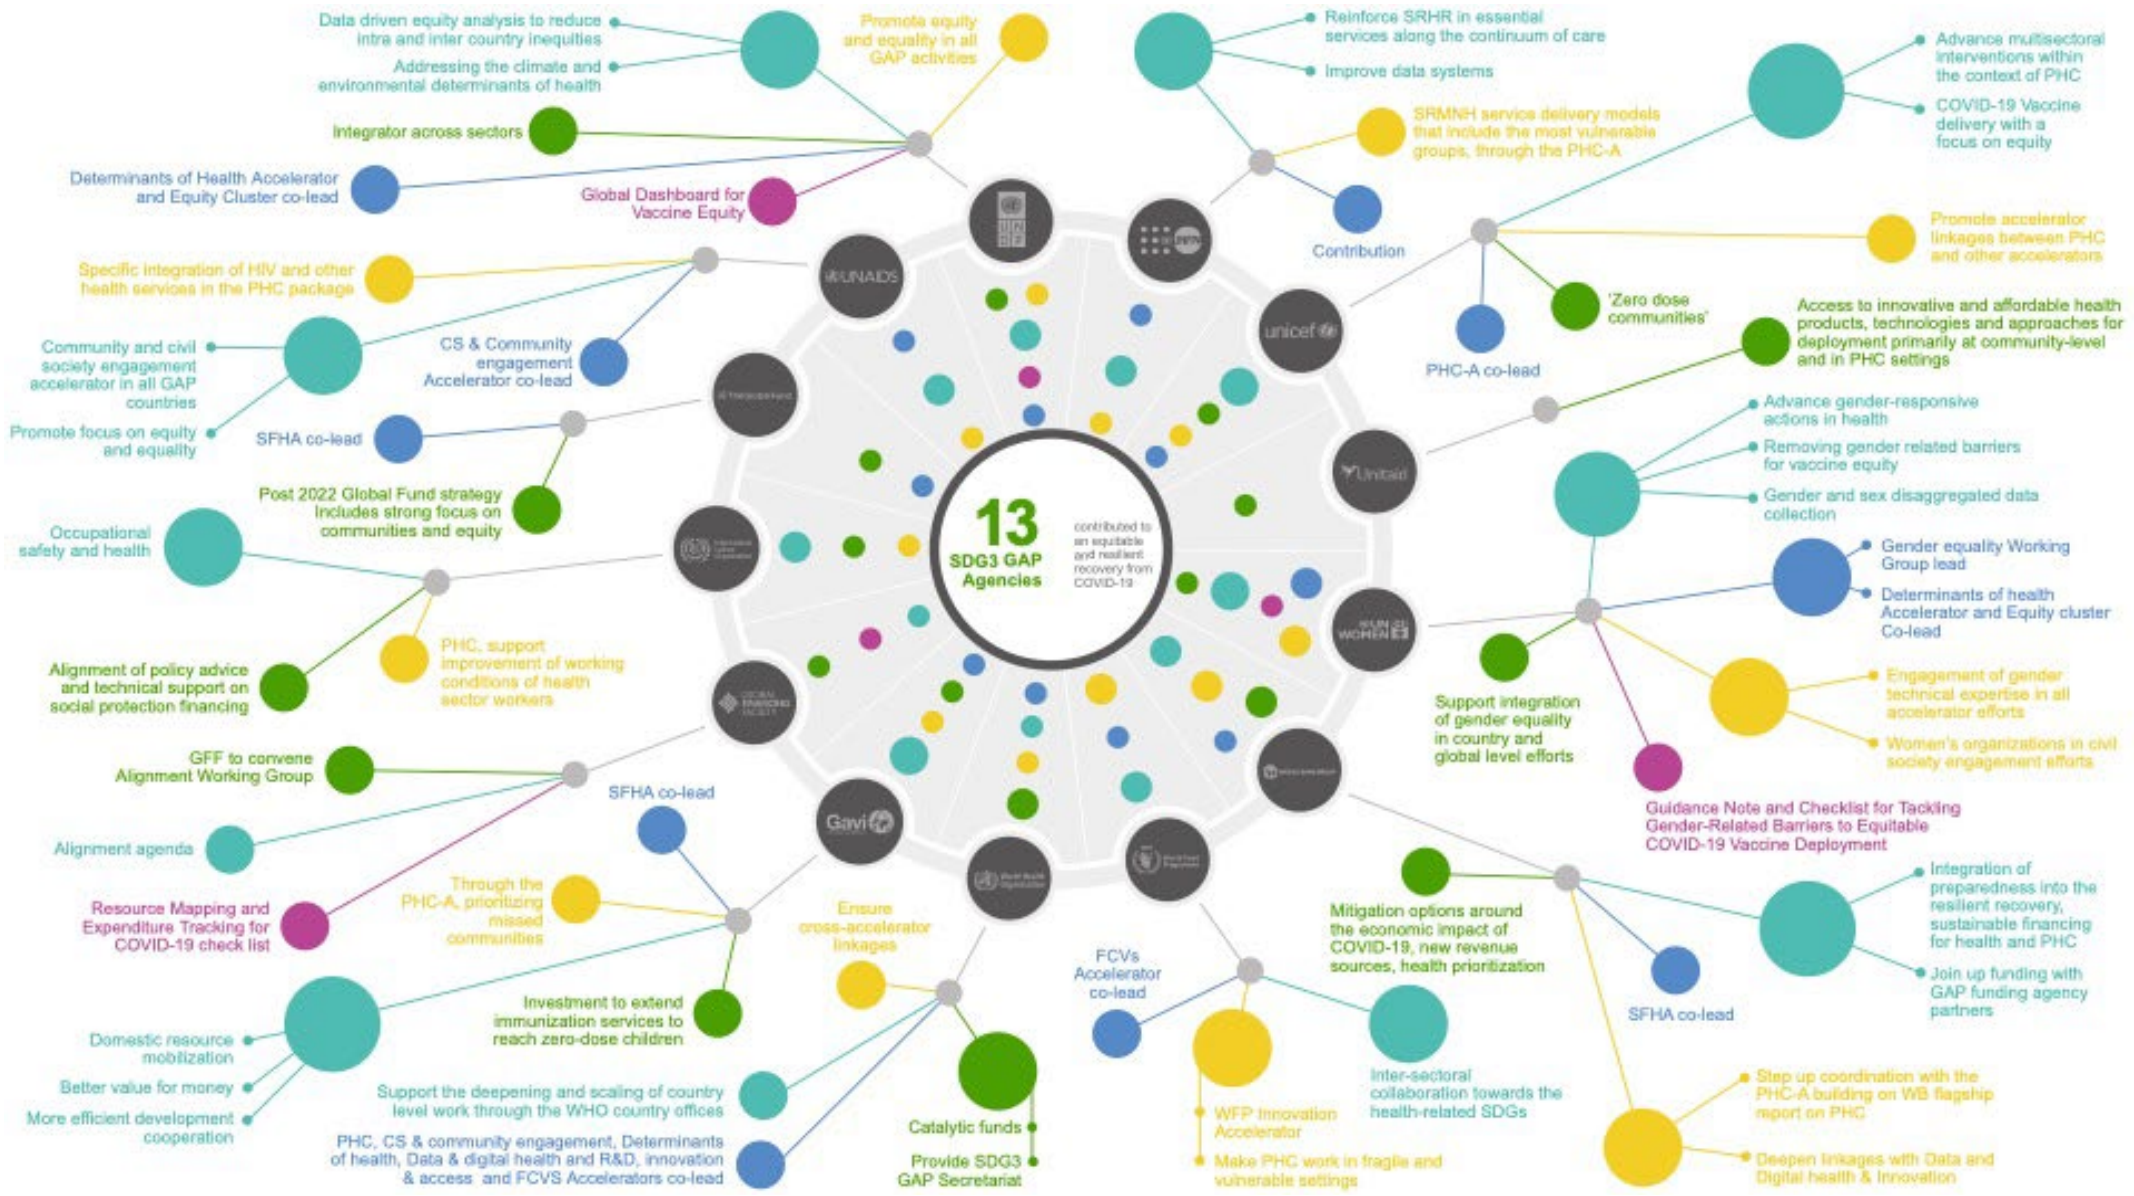 Data driven equity analysis to reduce
intra and inter country inequities
Addressing the climate and
environmental determinants of health
Promote equity
and equality in all
GAP activities
Integrator across sectors
Determinants of Health Accelerator
and Equity Cluster co-lead
Global Dashboard for
Vaccine Equity
Reinforce SRHR in essential
services along the continuum of care
Improve data systems
SRMNH service delivery models
that include the most vulnerable
groups, through the PHC-A
Contribution
Advance multisectoral
interventions within
the context of PHC
COVID-19 Vaccine
delivery with a
focus on equity
Promote accelerator
linkages between PHC
and other accelerators
'Zero dose
communities'
PHC-A co-lead
Access to innovative and affordable health
products, technologies and approaches for
deployment primarily at community-level
and in PHC settings
Advance gender-responsive
actions in health
Removing gender related barriers
for vaccine equity
Gender and sex disaggregated data
collection
Gender equality Working
Group lead
Determinants of health
Accelerator and Equity cluster
Co-lead
Engagement of gender
technical expertise in all
accelerator efforts
Women's organizations in civil
society engagement efforts
Support integration
of gender equality
in country and
global level efforts
Guidance Note and Checklist for Tackling
Gender-Related Barriers to Equitable
COVID-19 Vaccine Deployment
Integration of
preparedness into the
resilient recovery,
sustainable financing
for health and PHC
Join up funding with
GAP funding agency
partners
Mitigation options around
the economic impact of
COVID-19, new revenue
sources, health prioritization
SFHA co-lead
Step up coordination with the
PHC-A building on WB flagship
report on PHC
Deepen linkages with Data and
Digital health & Innovation
FCVs
Accelerator
co-lead
WFP Innovation
Accelerator
Make PHC work in fragile and
vulnerable settings
Inter-sectoral
collaboration towards the
health-related SDGs
Ensure
cross-accelerator
linkages
Catalytic funds
Provide SDG3
GAP Secretariat
Support the deepening and scaling of country
level work through the WHO country offices
PHC, CS & community engagement, Determinants
of health, Data & digital health and R&D, innovation
& access and FCVS Accelerators co-lead
SFHA co-lead
Through the
PHC-A, prioritizing
missed
communities
Investment to extend
immunization services to
reach zero-dose children
Domestic resource
mobilization
Better value for money
More efficient development
cooperation
GFF to convene
Alignment Working Group
Alignment agenda
Resource Mapping and
Expenditure Tracking for
COVID-19 check list
Occupational
safety and health
Alignment of policy advice
and technical support on
social protection financing
PHC, support
improvement of working
conditions of health
sector workers
SFHA co-lead
Post 2022 Global Fund strategy
Includes strong focus on
communities and equity
Specific integration of HIV and other
health services in the PHC package
Community and civil
society engagement
accelerator in all GAP
countries
Promote focus on equity
and equality
CS & Community
engagement
Accelerator co-lead
UNDP
UNFPA
unicef
Unitaid
UN
WOMEN
World Food
Programme
World Health
Organization
Gavi
GLOBAL
FINANCING
FACILITY
International
Labour
Organization
UNAIDS
13
SDG3 GAP
Agencies
contributed to
an equitable
and resilient
recovery from
COVID-19